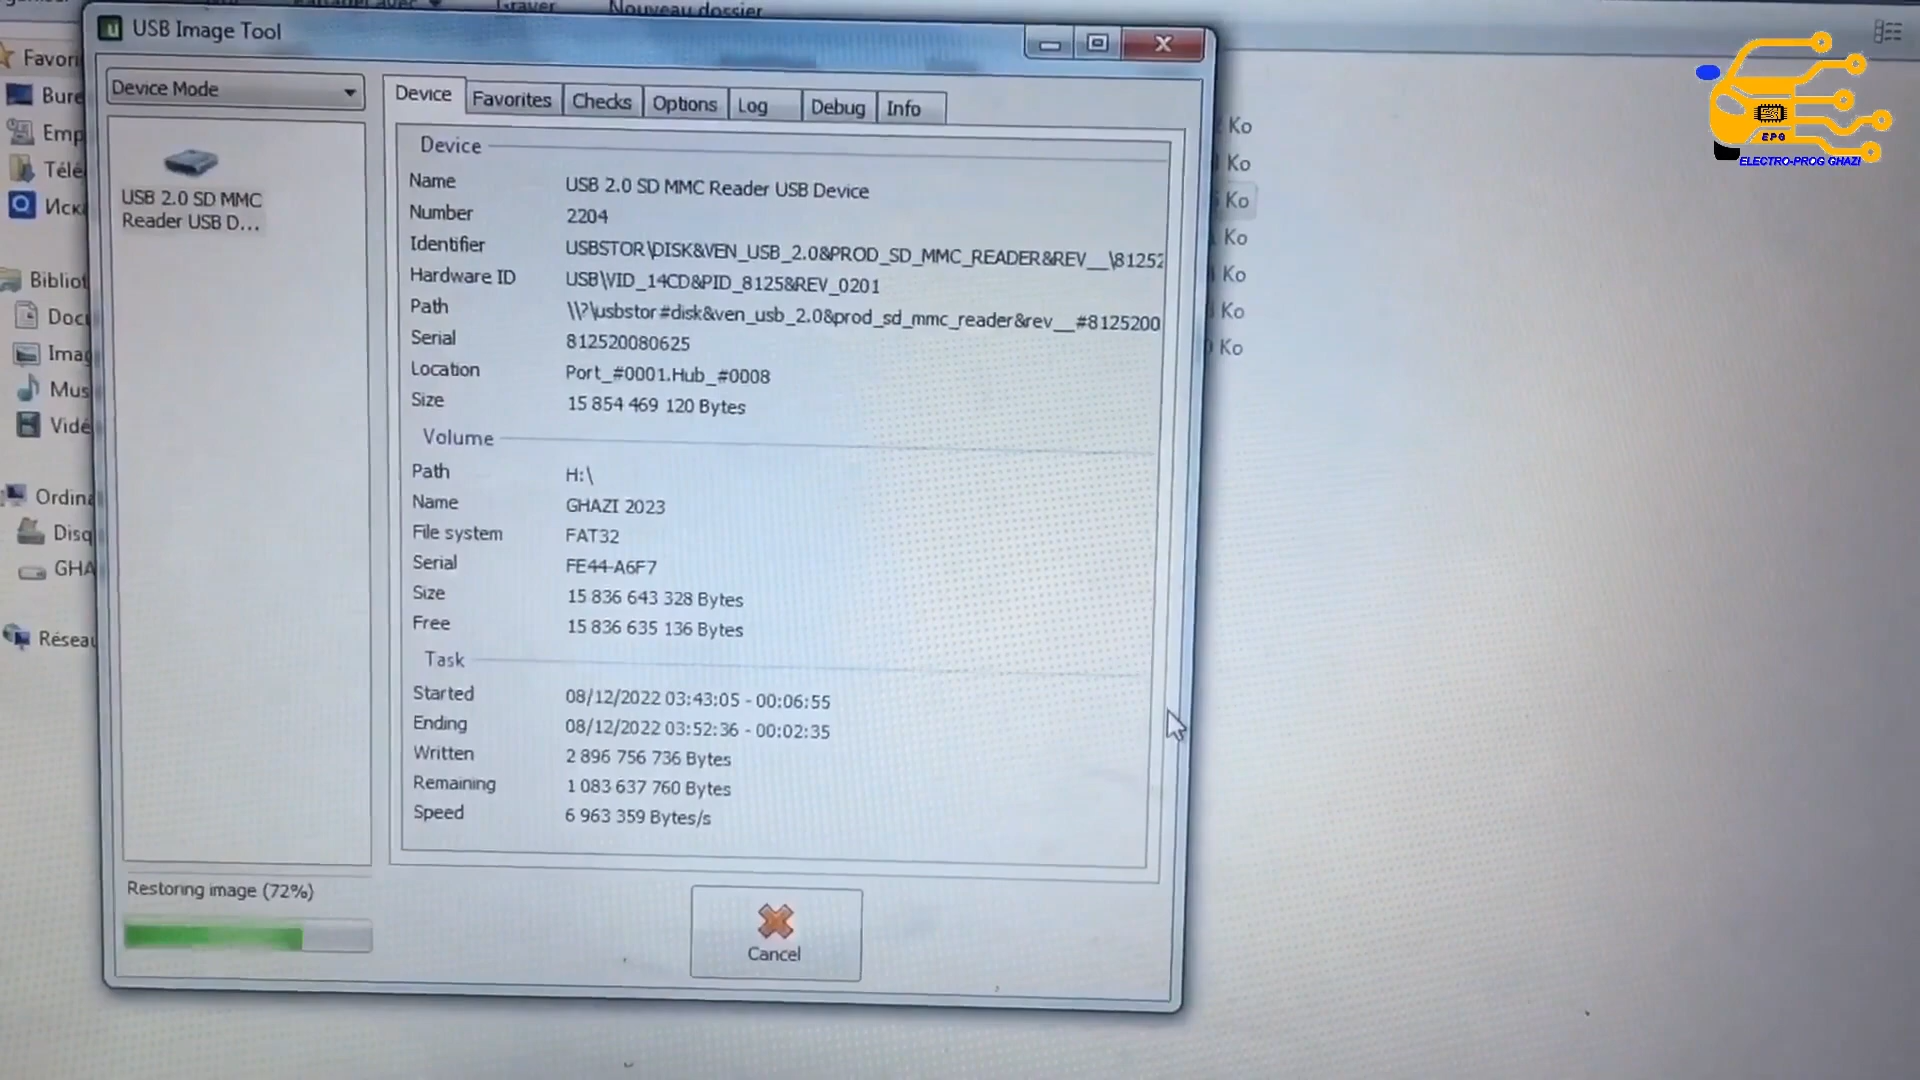 Graver
Nouveau dossier
USB Image Tool
Device Mode
USB 2.0 SD MMC
Reader USB D...
Device Favorites Checks Options Log Debug Info
Device
Name USB 2.0 SD MMC Reader USB Device
Number 2204
Identifier USBSTOR\DISK&VEN_USB_2.0&PROD_SD_MMC_READER&REV__\81252
Hardware ID USB\VID_14CD&PID_8125&REV_0201
Path \\?\usbstor#disk&ven_usb_2.0&prod_sd_mmc_reader&rev__#8125200
Serial 812520080625
Location Port_#0001.Hub_#0008
Size 15 854 469 120 Bytes
Volume
Path H:\
Name GHAZI 2023
File system FAT32
Serial FE44-A6F7
Size 15 836 643 328 Bytes
Free 15 836 635 136 Bytes
Task
Started 08/12/2022 03:43:05 - 00:06:55
Ending 08/12/2022 03:52:36 - 00:02:35
Written 2 896 756 736 Bytes
Remaining 1 083 637 760 Bytes
Speed 6 963 359 Bytes/s
Restoring image (72%)
Cancel
Favori
Bure
Emp
Télé
Иск
Bibliot
Docu
Imag
Mus
Vidé
Ordina
Disq
GHA
Réseau
Ko
Ko
Ko
Ko
Ko
Ko
Ko
EPG
ELECTRO-PROG GHAZI